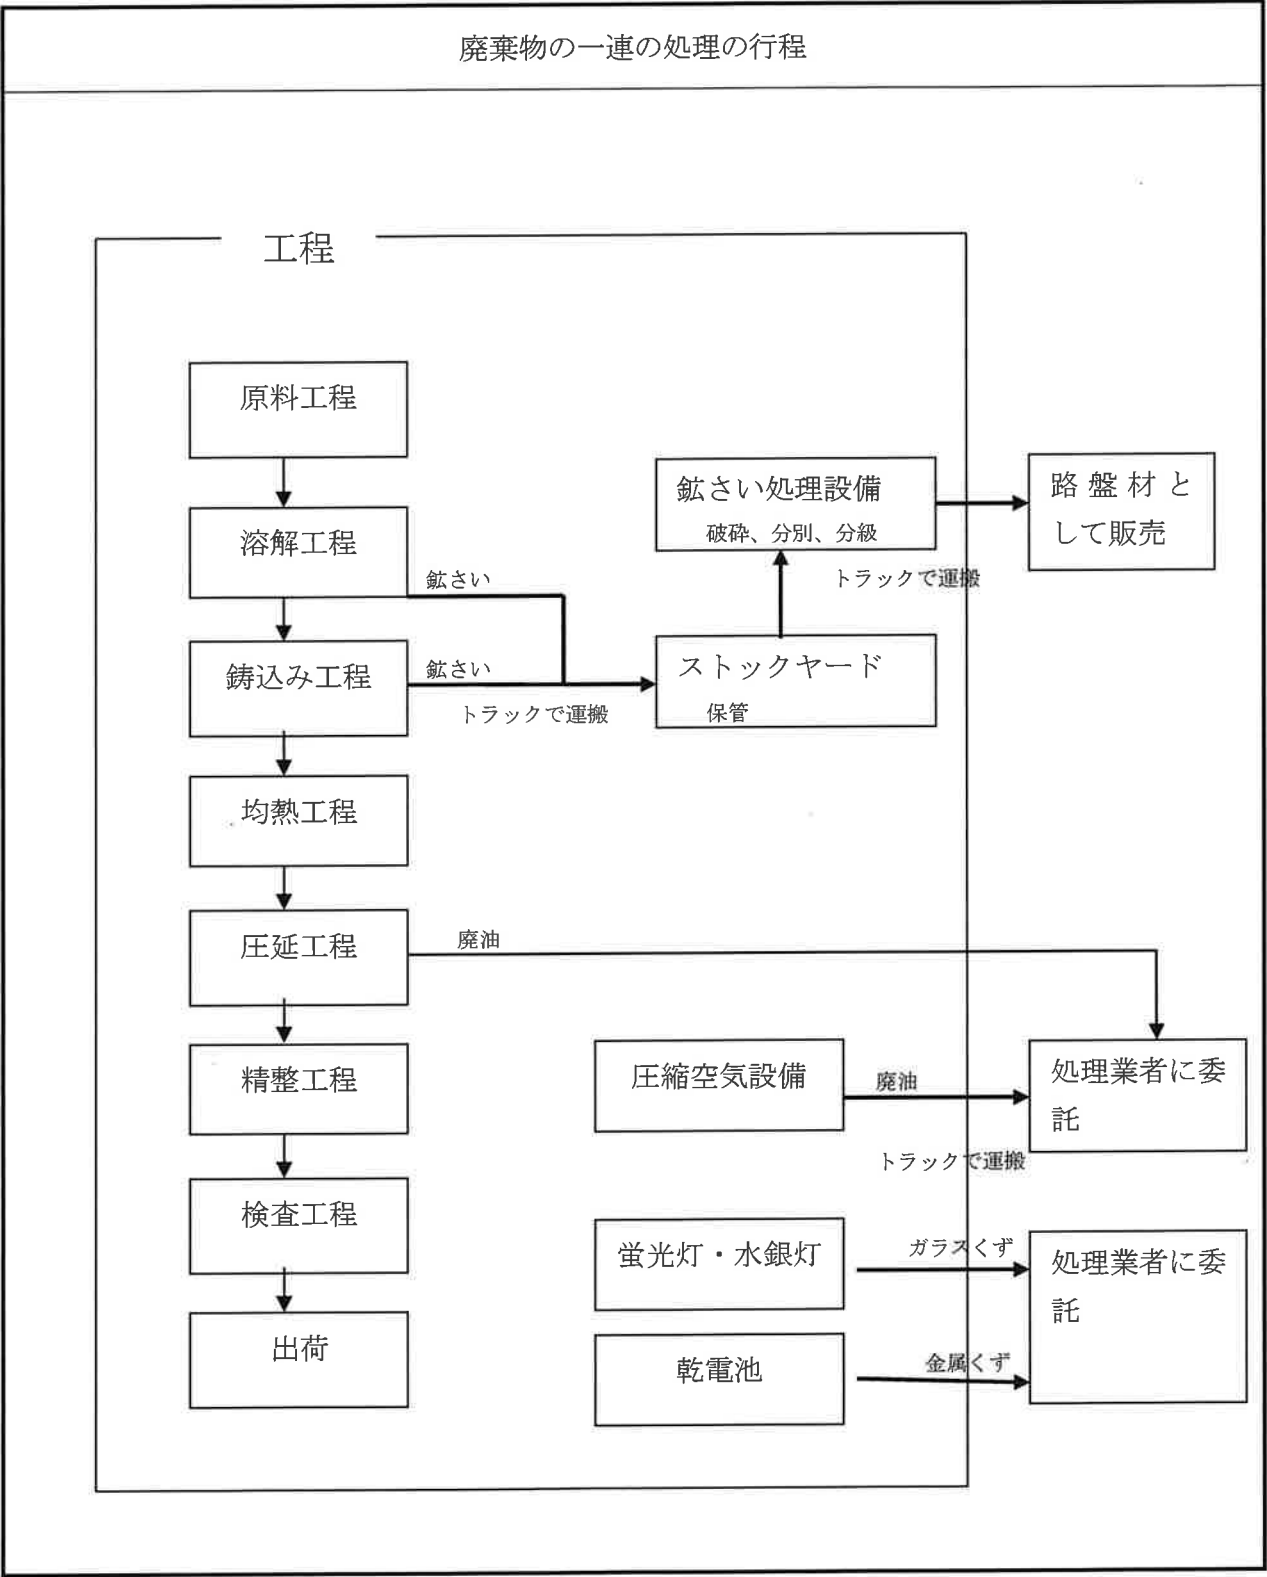 廃棄物の一連の処理の行程
工程
原料工程
溶解工程
鉱さい
鋳込み工程
鉱さい
トラックで運搬
ストックヤード
保管
鉱さい処理設備
破砕、分別、分級
トラックで運搬
路盤材と
して販売
均熱工程
圧延工程
廃油
精整工程
圧縮空気設備
廃油
トラックで運搬
処理業者に委
託
検査工程
蛍光灯・水銀灯
ガラスくず
処理業者に委
託
出荷
乾電池
金属くず